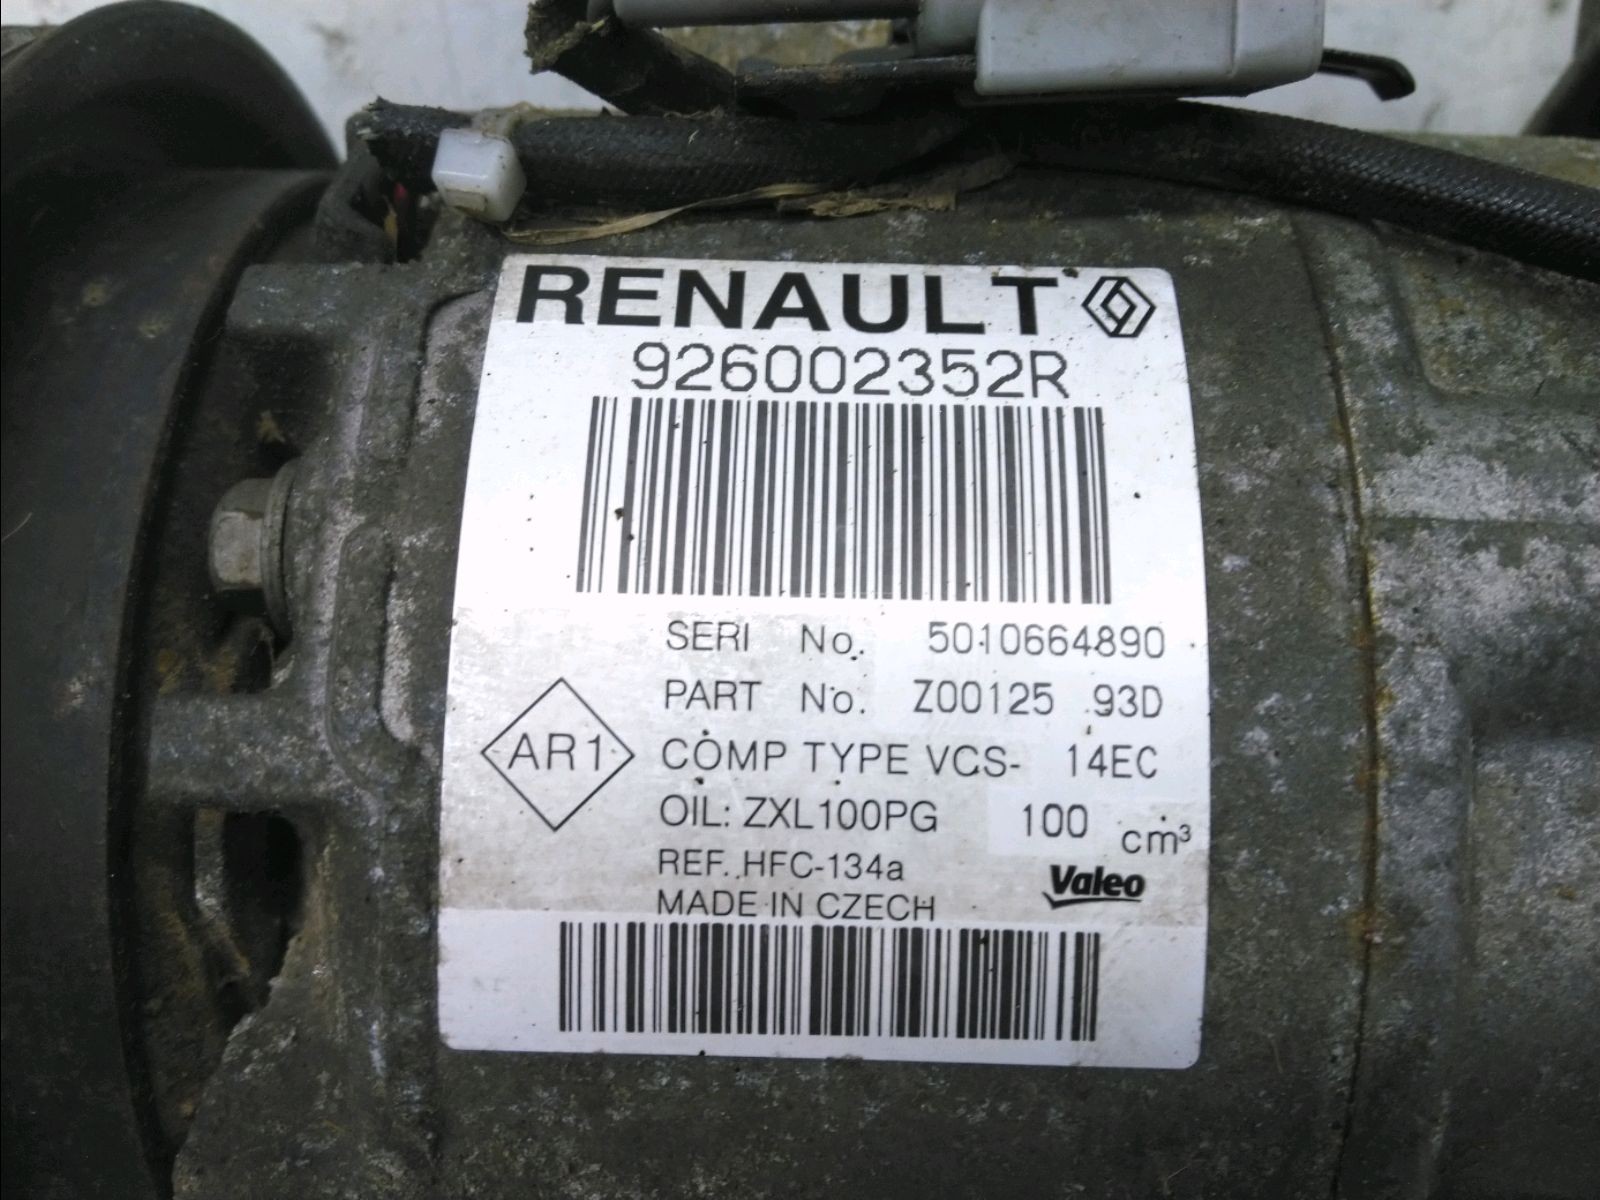 RENAULT
926002352R
SERI No. 5010664890
PART No. Z00125 93D
AR1
COMP TYPE VCS- 14EC
OIL: ZXL100PG 100 cm³
REF. HFC-134a
Valeo
MADE IN CZECH